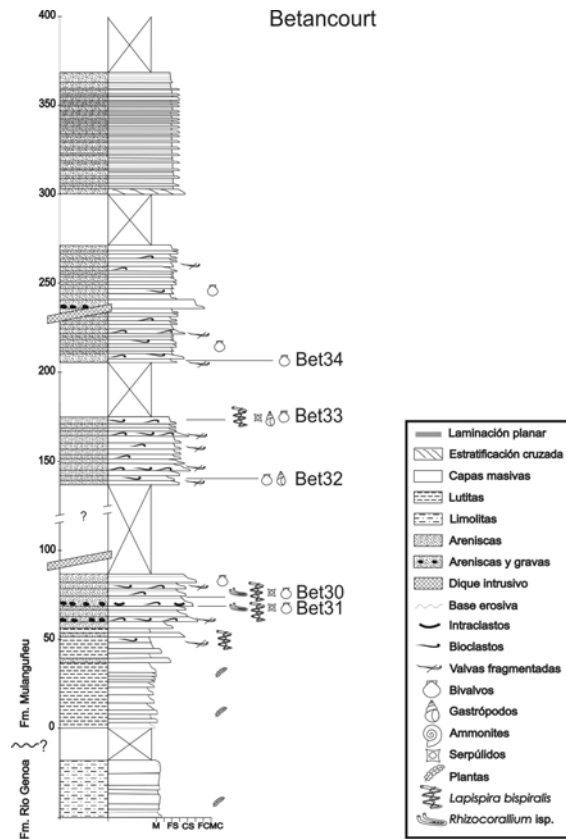 Betancourt
400
350
300
250
200
150
100
50
0
Bet34
Bet33
Bet32
?
Bet30
Bet31
Fm. Mulanguñeu
?
Fm. Río Genoa
M FS CS FC MC
Laminación planar
Estratificación cruzada
Capas masivas
Lutitas
Limolitas
Areniscas
Areniscas y gravas
Dique intrusivo
Base erosiva
Intraclastos
Bioclastos
Valvas fragmentadas
Bivalvos
Gastrópodos
Ammonites
Serpúlidos
Plantas
Lapispira bispiralis
Rhizocorallium isp.